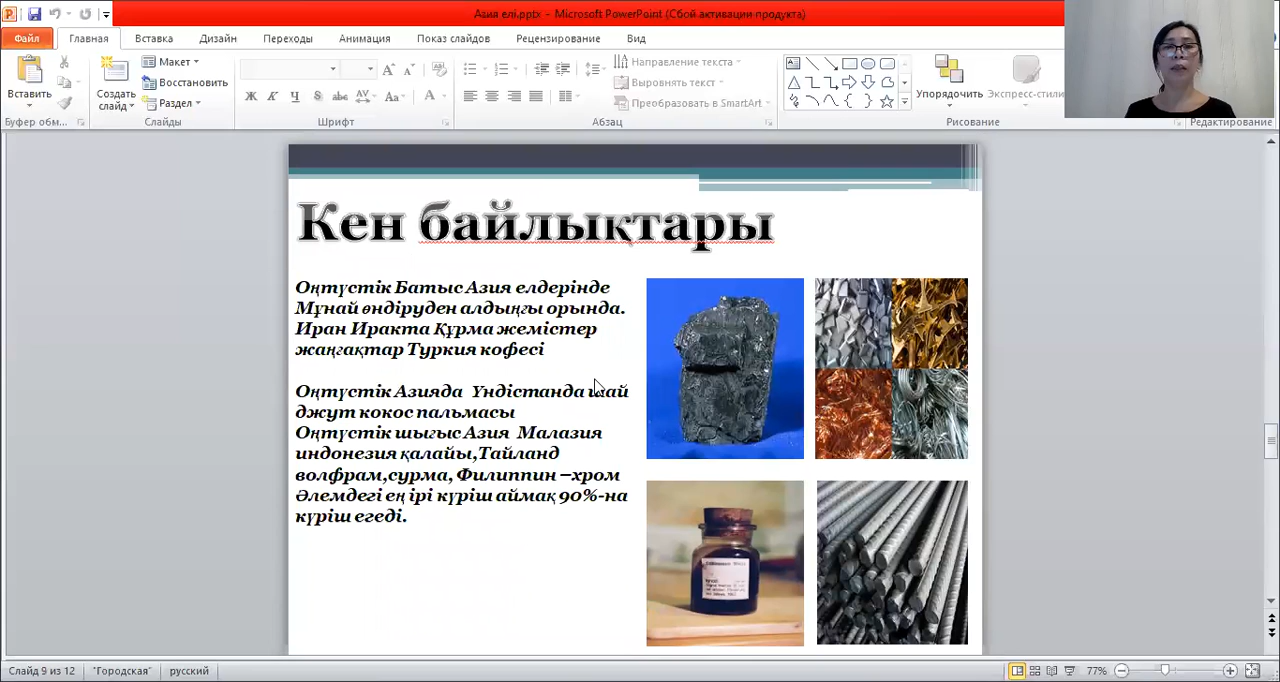 Азия елі.pptx - Microsoft PowerPoint (Сбой активации продукта)
Файл Главная Вставка Дизайн Переходы Анимация Показ слайдов Рецензирование Вид
Вставить
Буфер обм...
Создать слайд
Макет
Восстановить
Раздел
Слайды
Ж К Ч S abc AV Aa A
Шрифт
Направление текста
Выровнять текст
Преобразовать в SmartArt
Абзац
Упорядочить
Экспресс-стили
Рисование
Редактирование
Кен байлықтары
Оңтүстік Батыс Азия елдерінде
Мұнай өндіруден алдыңғы орында.
Иран Иракта Құрма жемістер
жаңғақтар Туркия кофесі
Оңтүстік Азияда Үндістанда шай
джут кокос пальмасы
Оңтүстік шығыс Азия Малазия
индонезия қалайы,Тайланд
волфрам,сурма, Филиппин –хром
Әлемдегі ең ірі күріш аймақ 90%-на
күріш егеді.
Слайд 9 из 12 "Городская" русский 77%